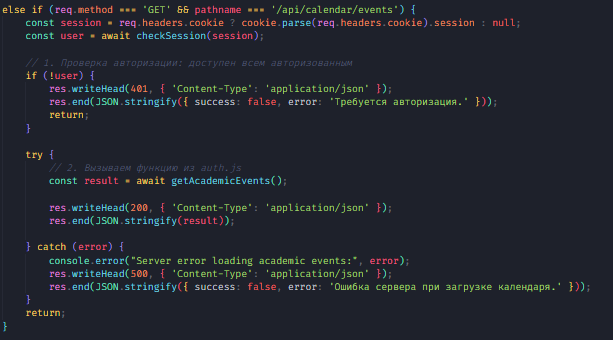 else if (req.method === 'GET' && pathname === '/api/calendar/events') {
const session = req.headers.cookie ? cookie.parse(req.headers.cookie).session : null;
const user = await checkSession(session);
// 1. Проверка авторизации: доступен всем авторизованным
if (!user) {
res.writeHead(401, { 'Content-Type': 'application/json' });
res.end(JSON.stringify({ success: false, error: 'Требуется авторизация.' }));
return;
}
try {
// 2. Вызываем функцию из auth.js
const result = await getAcademicEvents();
res.writeHead(200, { 'Content-Type': 'application/json' });
res.end(JSON.stringify(result));
} catch (error) {
console.error("Server error loading academic events:", error);
res.writeHead(500, { 'Content-Type': 'application/json' });
res.end(JSON.stringify({ success: false, error: 'Ошибка сервера при загрузке календаря.' }));
}
return;
}